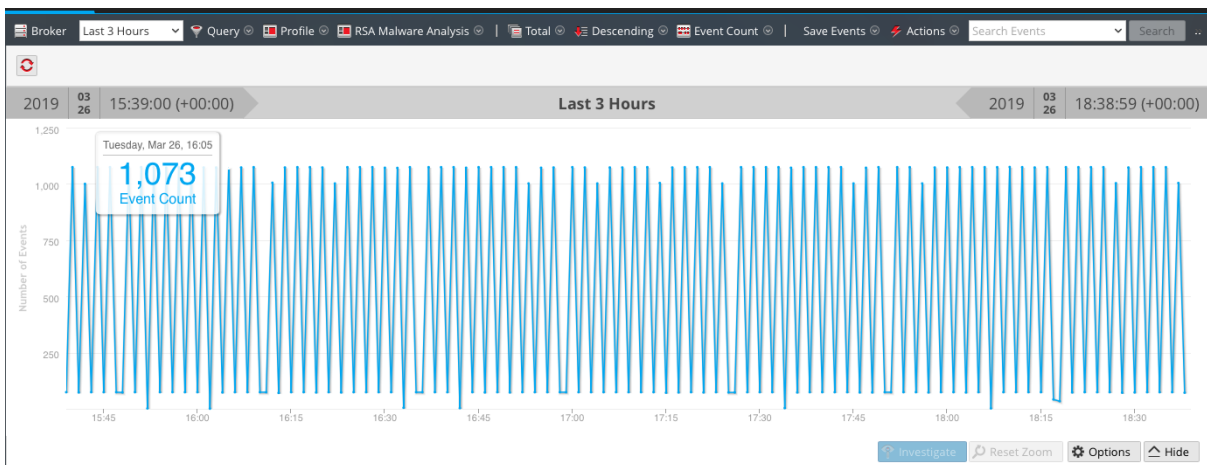 Broker Last 3 Hours Query Profile RSA Malware Analysis | Total Descending Event Count | Save Events Actions Search Events Search ..
2019 03 26 15:39:00 (+00:00) Last 3 Hours 2019 03 26 18:38:59 (+00:00)
1,250
Tuesday, Mar 26, 16:05
1,073
Event Count
1,000
750
500
250
Number of Events
15:45 16:00 16:15 16:30 16:45 17:00 17:15 17:30 17:45 18:00 18:15 18:30
Investigate Reset Zoom Options Hide